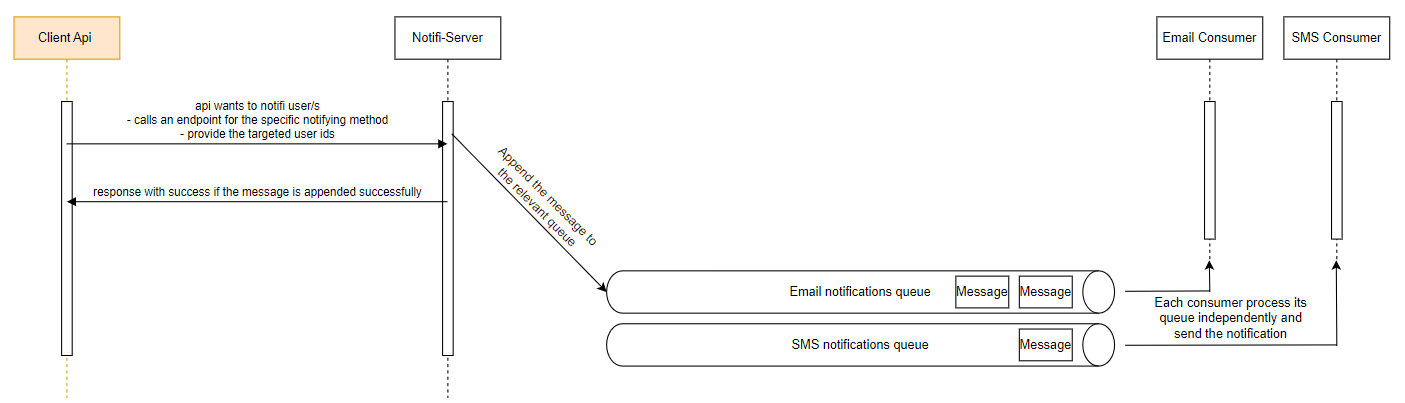 Client Api
Notifi-Server
Email Consumer
SMS Consumer
api wants to notifi user/s
- calls an endpoint for the specific notifying method
- provide the targeted user ids
response with success if the message is appended successfully
Append the message to
the relevant queue
Email notifications queue
Message
Message
SMS notifications queue
Message
Each consumer process its
queue independently and
send the notification